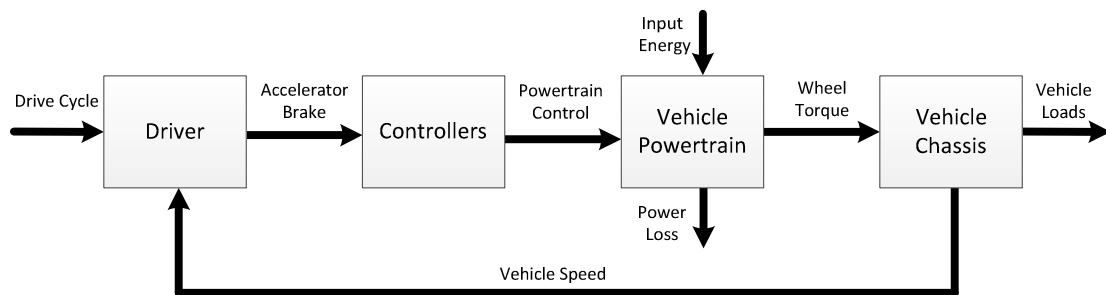 Input
Energy
Drive Cycle
Driver
Accelerator
Brake
Controllers
Powertrain
Control
Vehicle
Powertrain
Wheel
Torque
Vehicle
Chassis
Vehicle
Loads
Power
Loss
Vehicle Speed